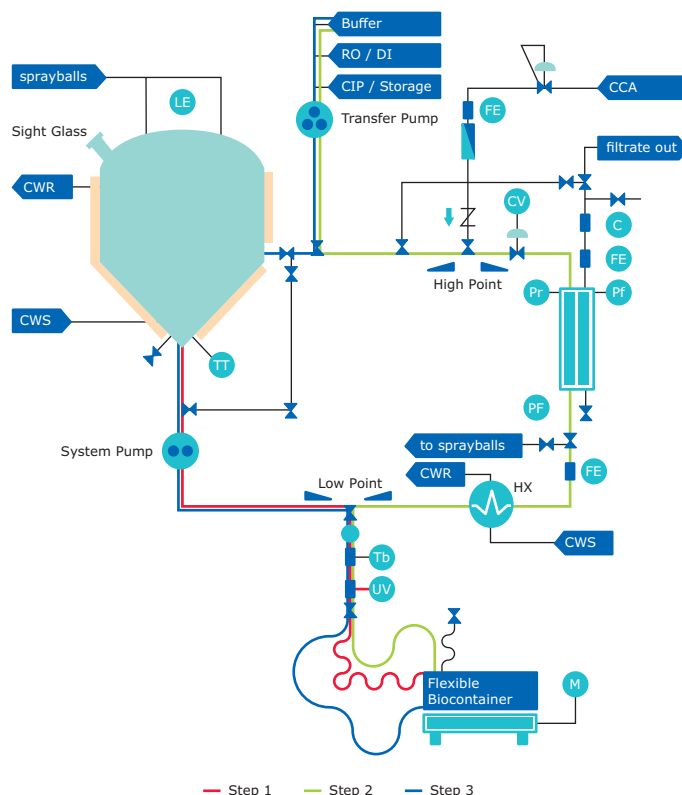 Buffer
sprayballs
RO / DI
CIP / Storage
CCA
LE
FE
Transfer Pump
Sight Glass
filtrate out
CWR
CV
C
FE
High Point
Pr
Pf
CWS
TT
PF
System Pump
to sprayballs
CWR
FE
Low Point
HX
CWS
Tb
UV
Flexible
Biocontainer
M
Step 1
Step 2
Step 3